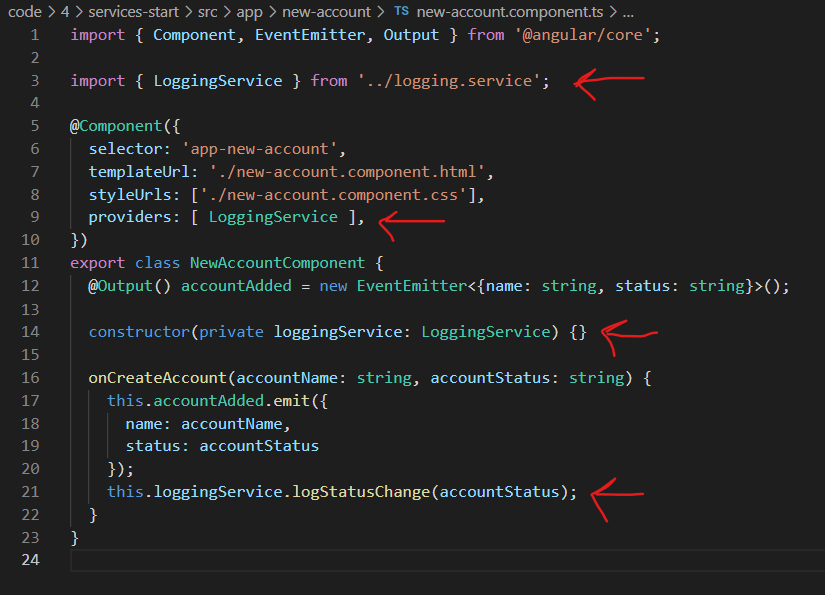 code > 4 > services-start > src > app > new-account > TS new-account.component.ts > ...
1 import { Component, EventEmitter, Output } from '@angular/core';
2
3 import { LoggingService } from '../logging.service';
4
5 @Component({
6   selector: 'app-new-account',
7   templateUrl: './new-account.component.html',
8   styleUrls: ['./new-account.component.css'],
9   providers: [ LoggingService ],
10 })
11 export class NewAccountComponent {
12   @Output() accountAdded = new EventEmitter<{name: string, status: string}>();
13
14   constructor(private loggingService: LoggingService) {}
15
16   onCreateAccount(accountName: string, accountStatus: string) {
17     this.accountAdded.emit({
18       name: accountName,
19       status: accountStatus
20     });
21     this.loggingService.logStatusChange(accountStatus);
22   }
23 }
24